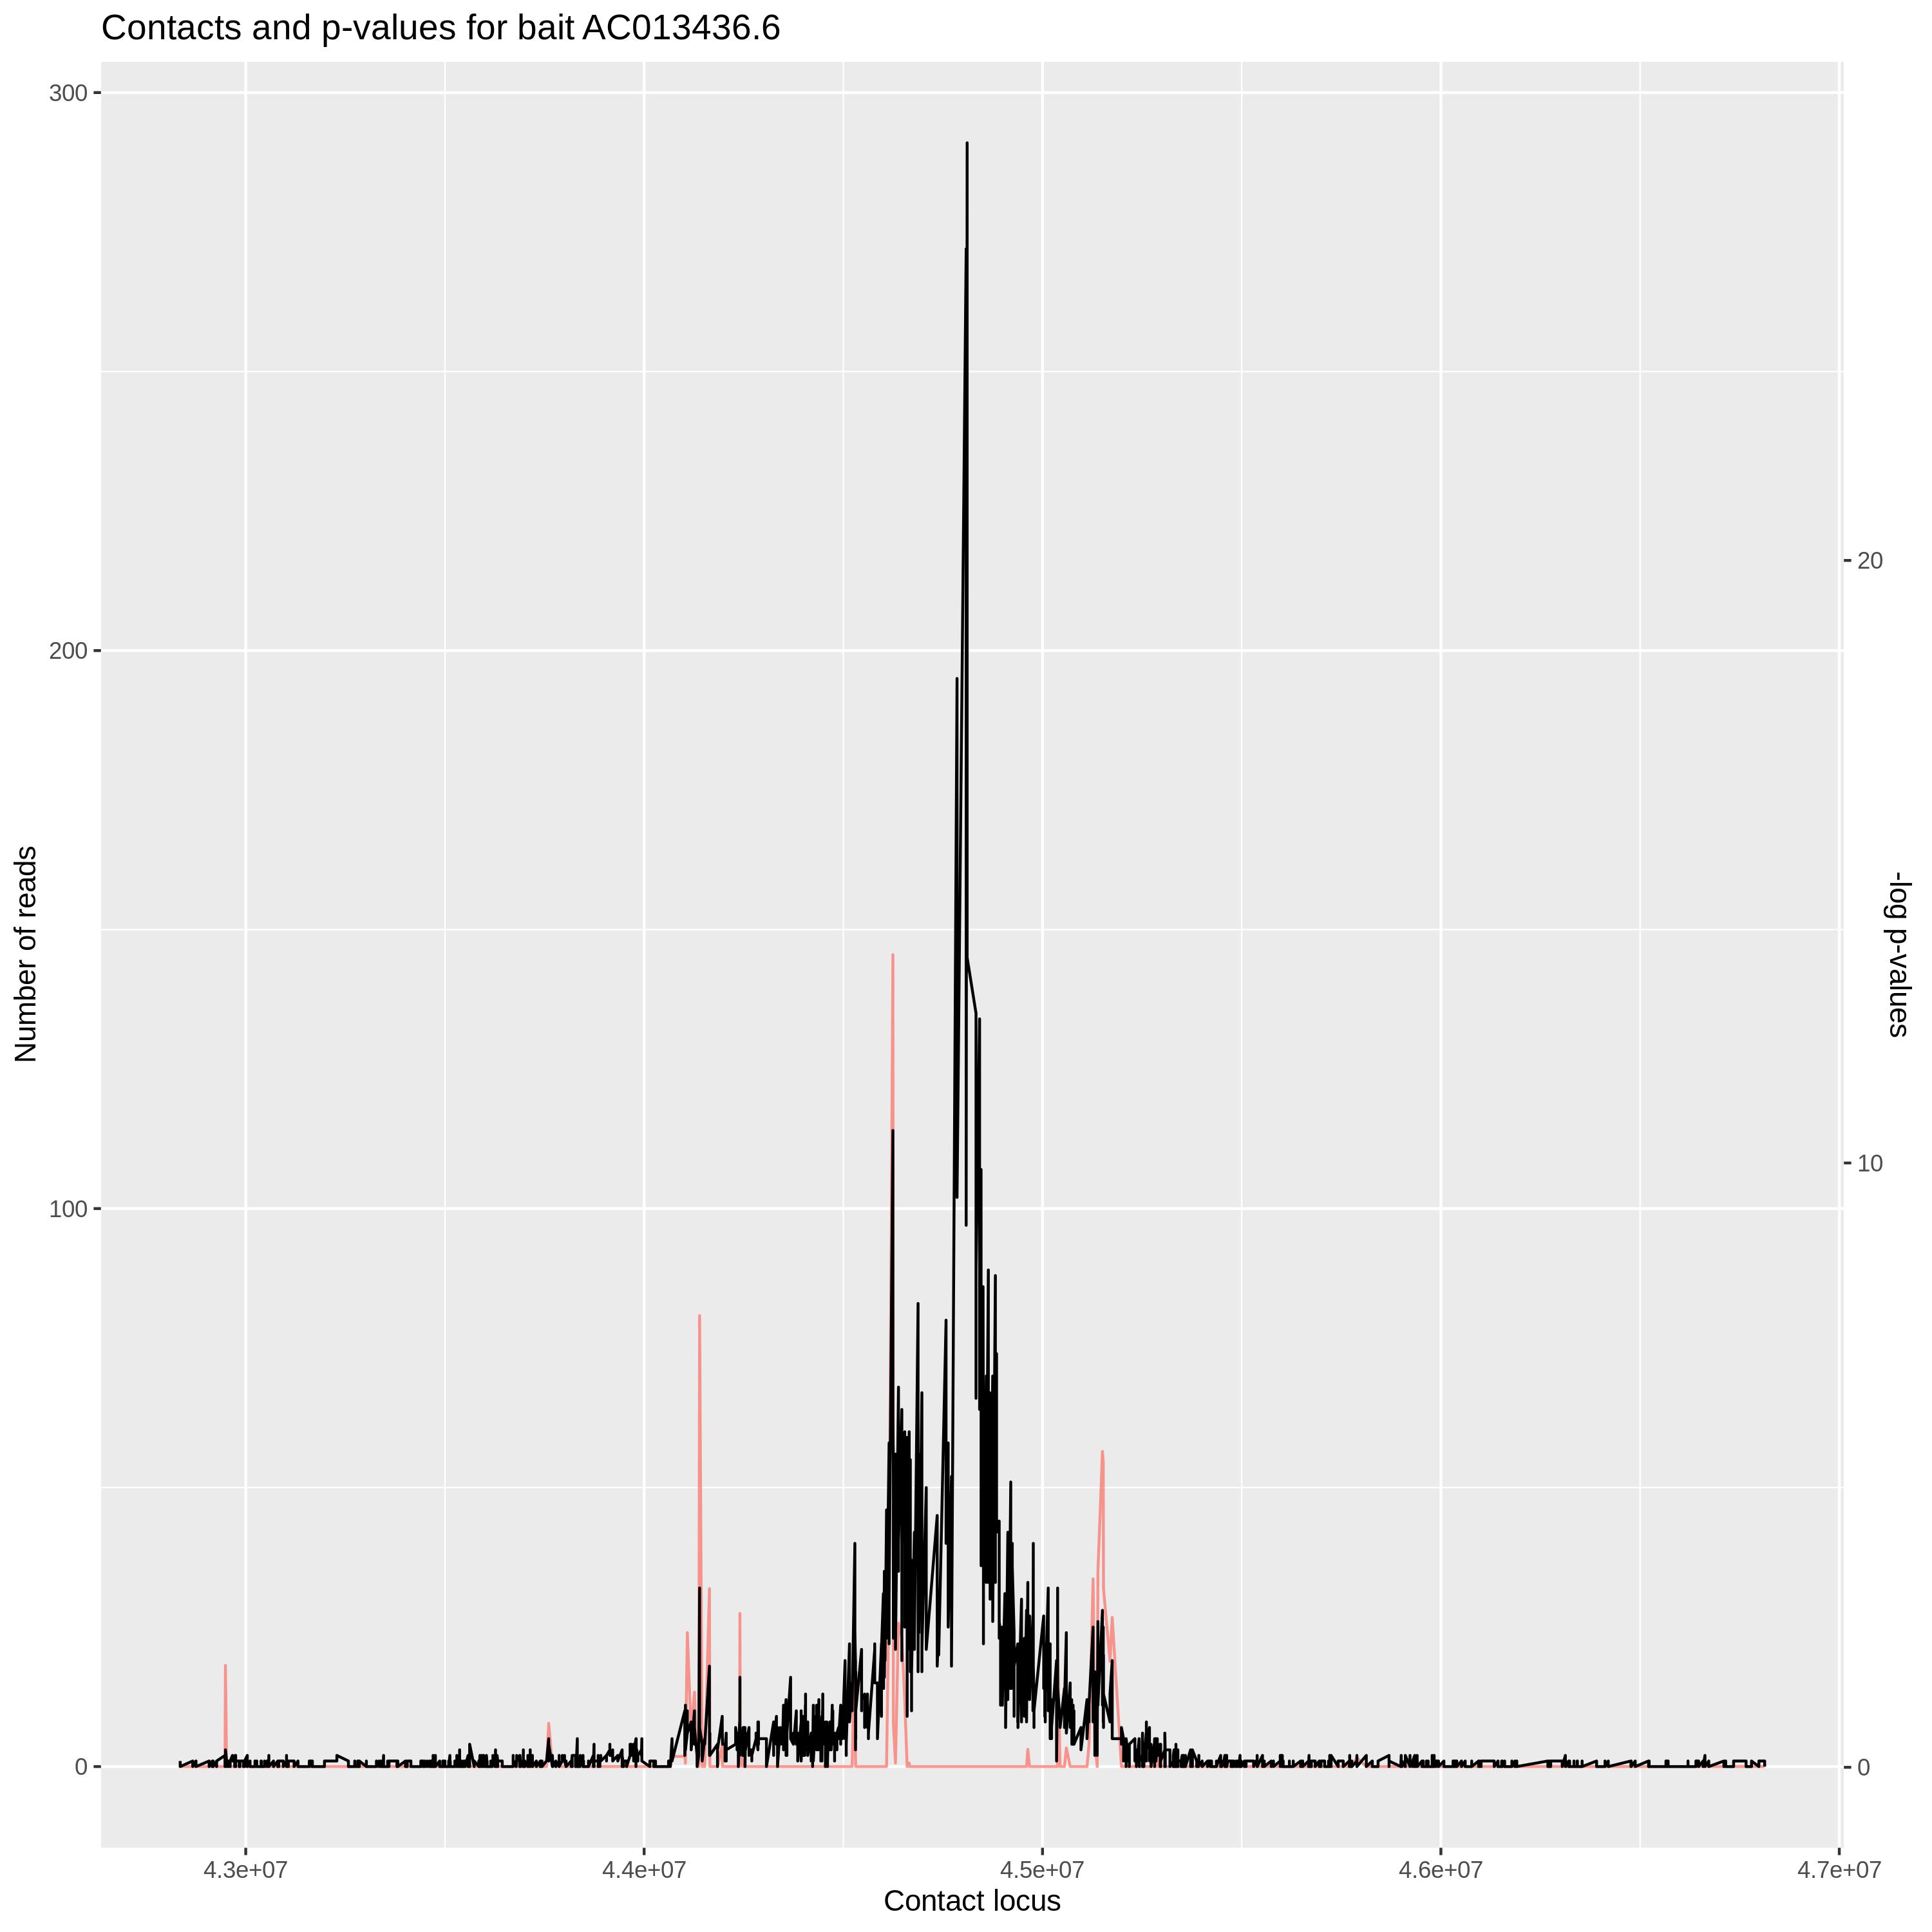 Contacts and p-values for bait AC013436.6
300
200
100
0
Number of reads
20
10
0
-log p-values
4.3e+07
4.4e+07
4.5e+07
4.6e+07
4.7e+07
Contact locus